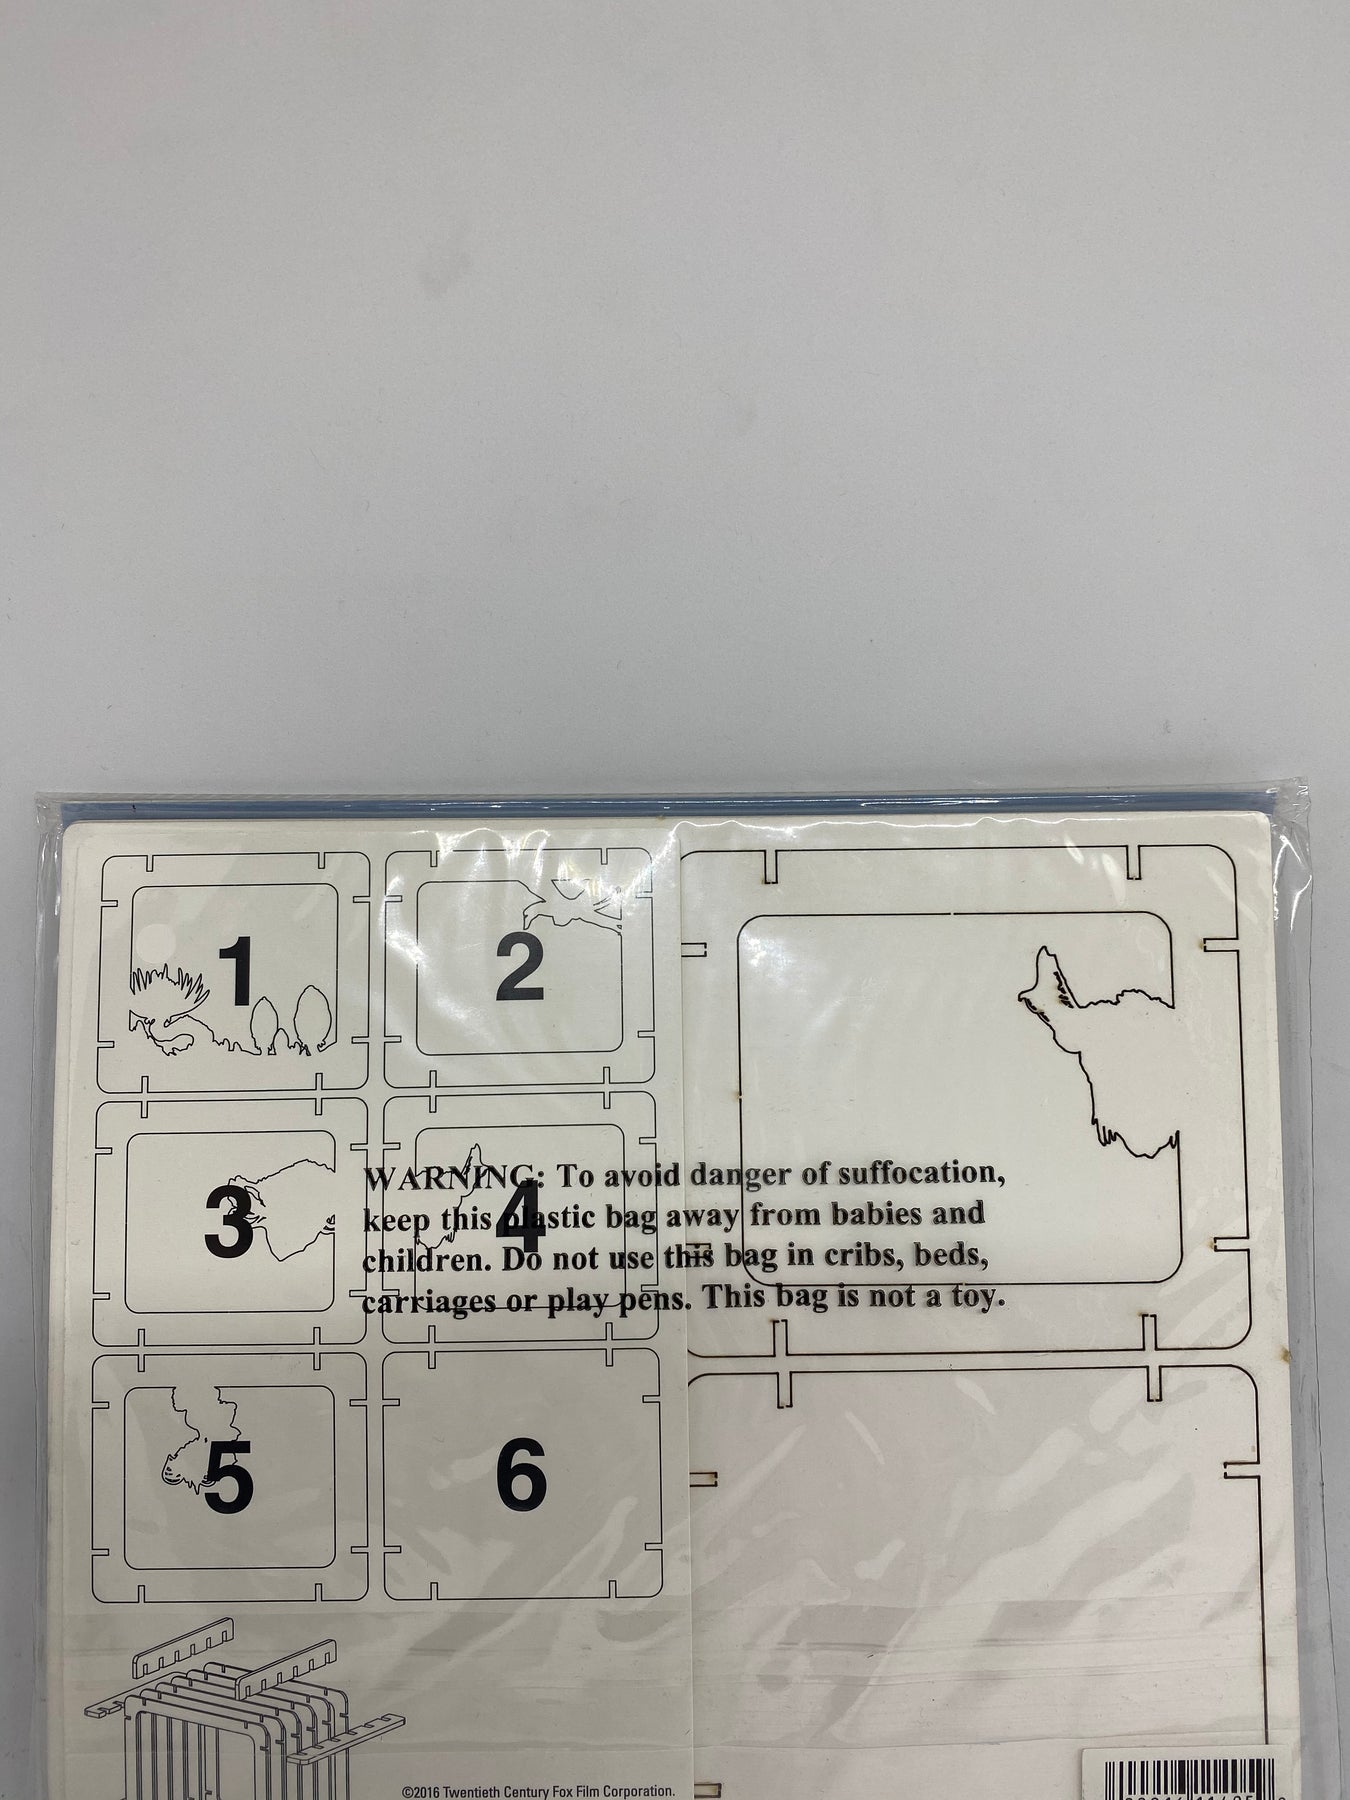 1
2
3
4
5
6
WARNING: To avoid danger of suffocation,
keep this plastic bag away from babies and
children. Do not use this bag in cribs, beds,
carriages or play pens. This bag is not a toy.
©2016 Twentieth Century Fox Film Corporation.